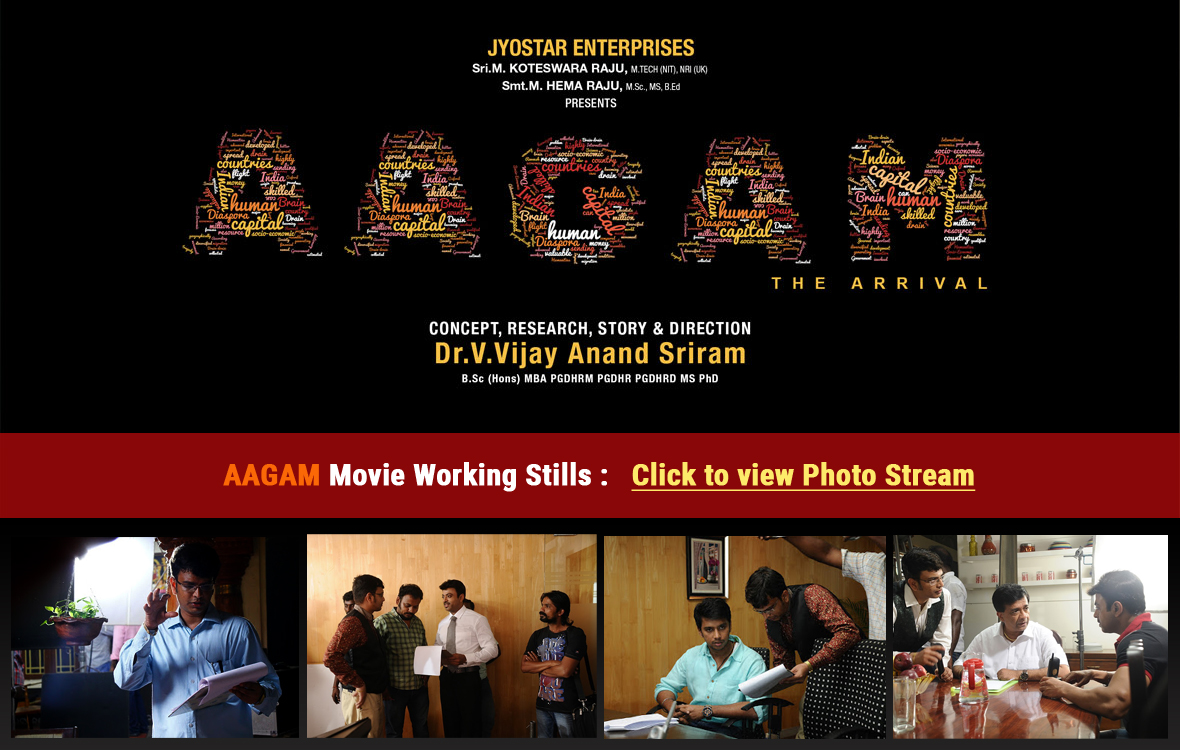 JYOSTAR ENTERPRISES
Sri.M. KOTESWARA RAJU, M.TECH (NIT), NRI (UK)
Smt.M. HEMA RAJU, M.Sc., MS, B.Ed
PRESENTS
AAGAM
THE ARRIVAL
CONCEPT, RESEARCH, STORY & DIRECTION
Dr.V.Vijay Anand Sriram
B.Sc (Hons) MBA PGDHRM PGDHR PGDHRD MS PhD
AAGAM Movie Working Stills : Click to view Photo Stream